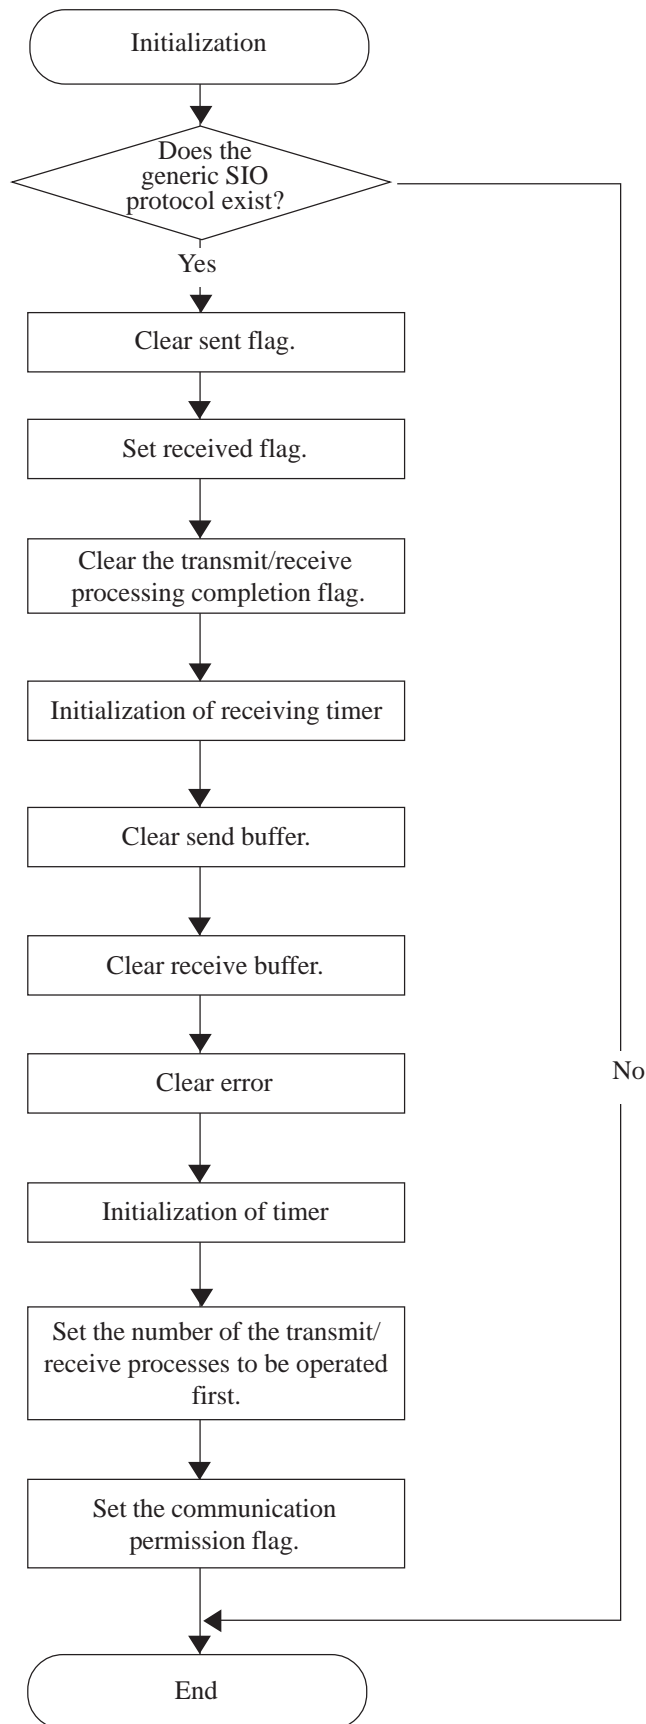 Initialization
Does the
generic SIO
protocol exist?
Yes
Clear sent flag.
Set received flag.
Clear the transmit/receive
processing completion flag.
Initialization of receiving timer
Clear send buffer.
Clear receive buffer.
Clear error
No
Initialization of timer
Set the number of the transmit/
receive processes to be operated
first.
Set the communication
permission flag.
End